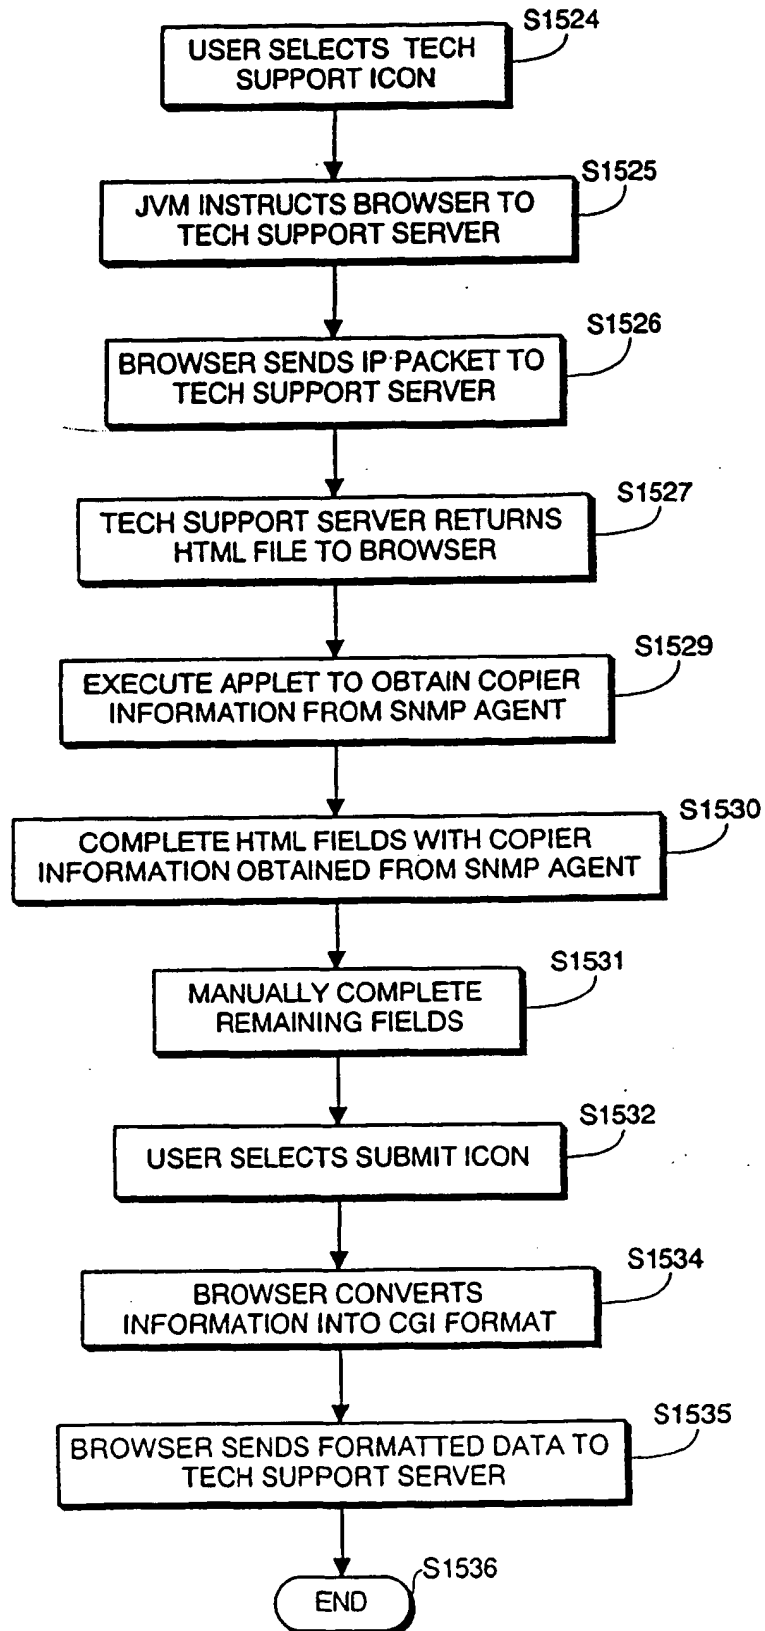 S1524
USER SELECTS TECH
SUPPORT ICON
S1525
JVM INSTRUCTS BROWSER TO
TECH SUPPORT SERVER
S1526
BROWSER SENDS IP PACKET TO
TECH SUPPORT SERVER
S1527
TECH SUPPORT SERVER RETURNS
HTML FILE TO BROWSER
S1529
EXECUTE APPLET TO OBTAIN COPIER
INFORMATION FROM SNMP AGENT
S1530
COMPLETE HTML FIELDS WITH COPIER
INFORMATION OBTAINED FROM SNMP AGENT
S1531
MANUALLY COMPLETE
REMAINING FIELDS
S1532
USER SELECTS SUBMIT ICON
S1534
BROWSER CONVERTS
INFORMATION INTO CGI FORMAT
S1535
BROWSER SENDS FORMATTED DATA TO
TECH SUPPORT SERVER
S1536
END